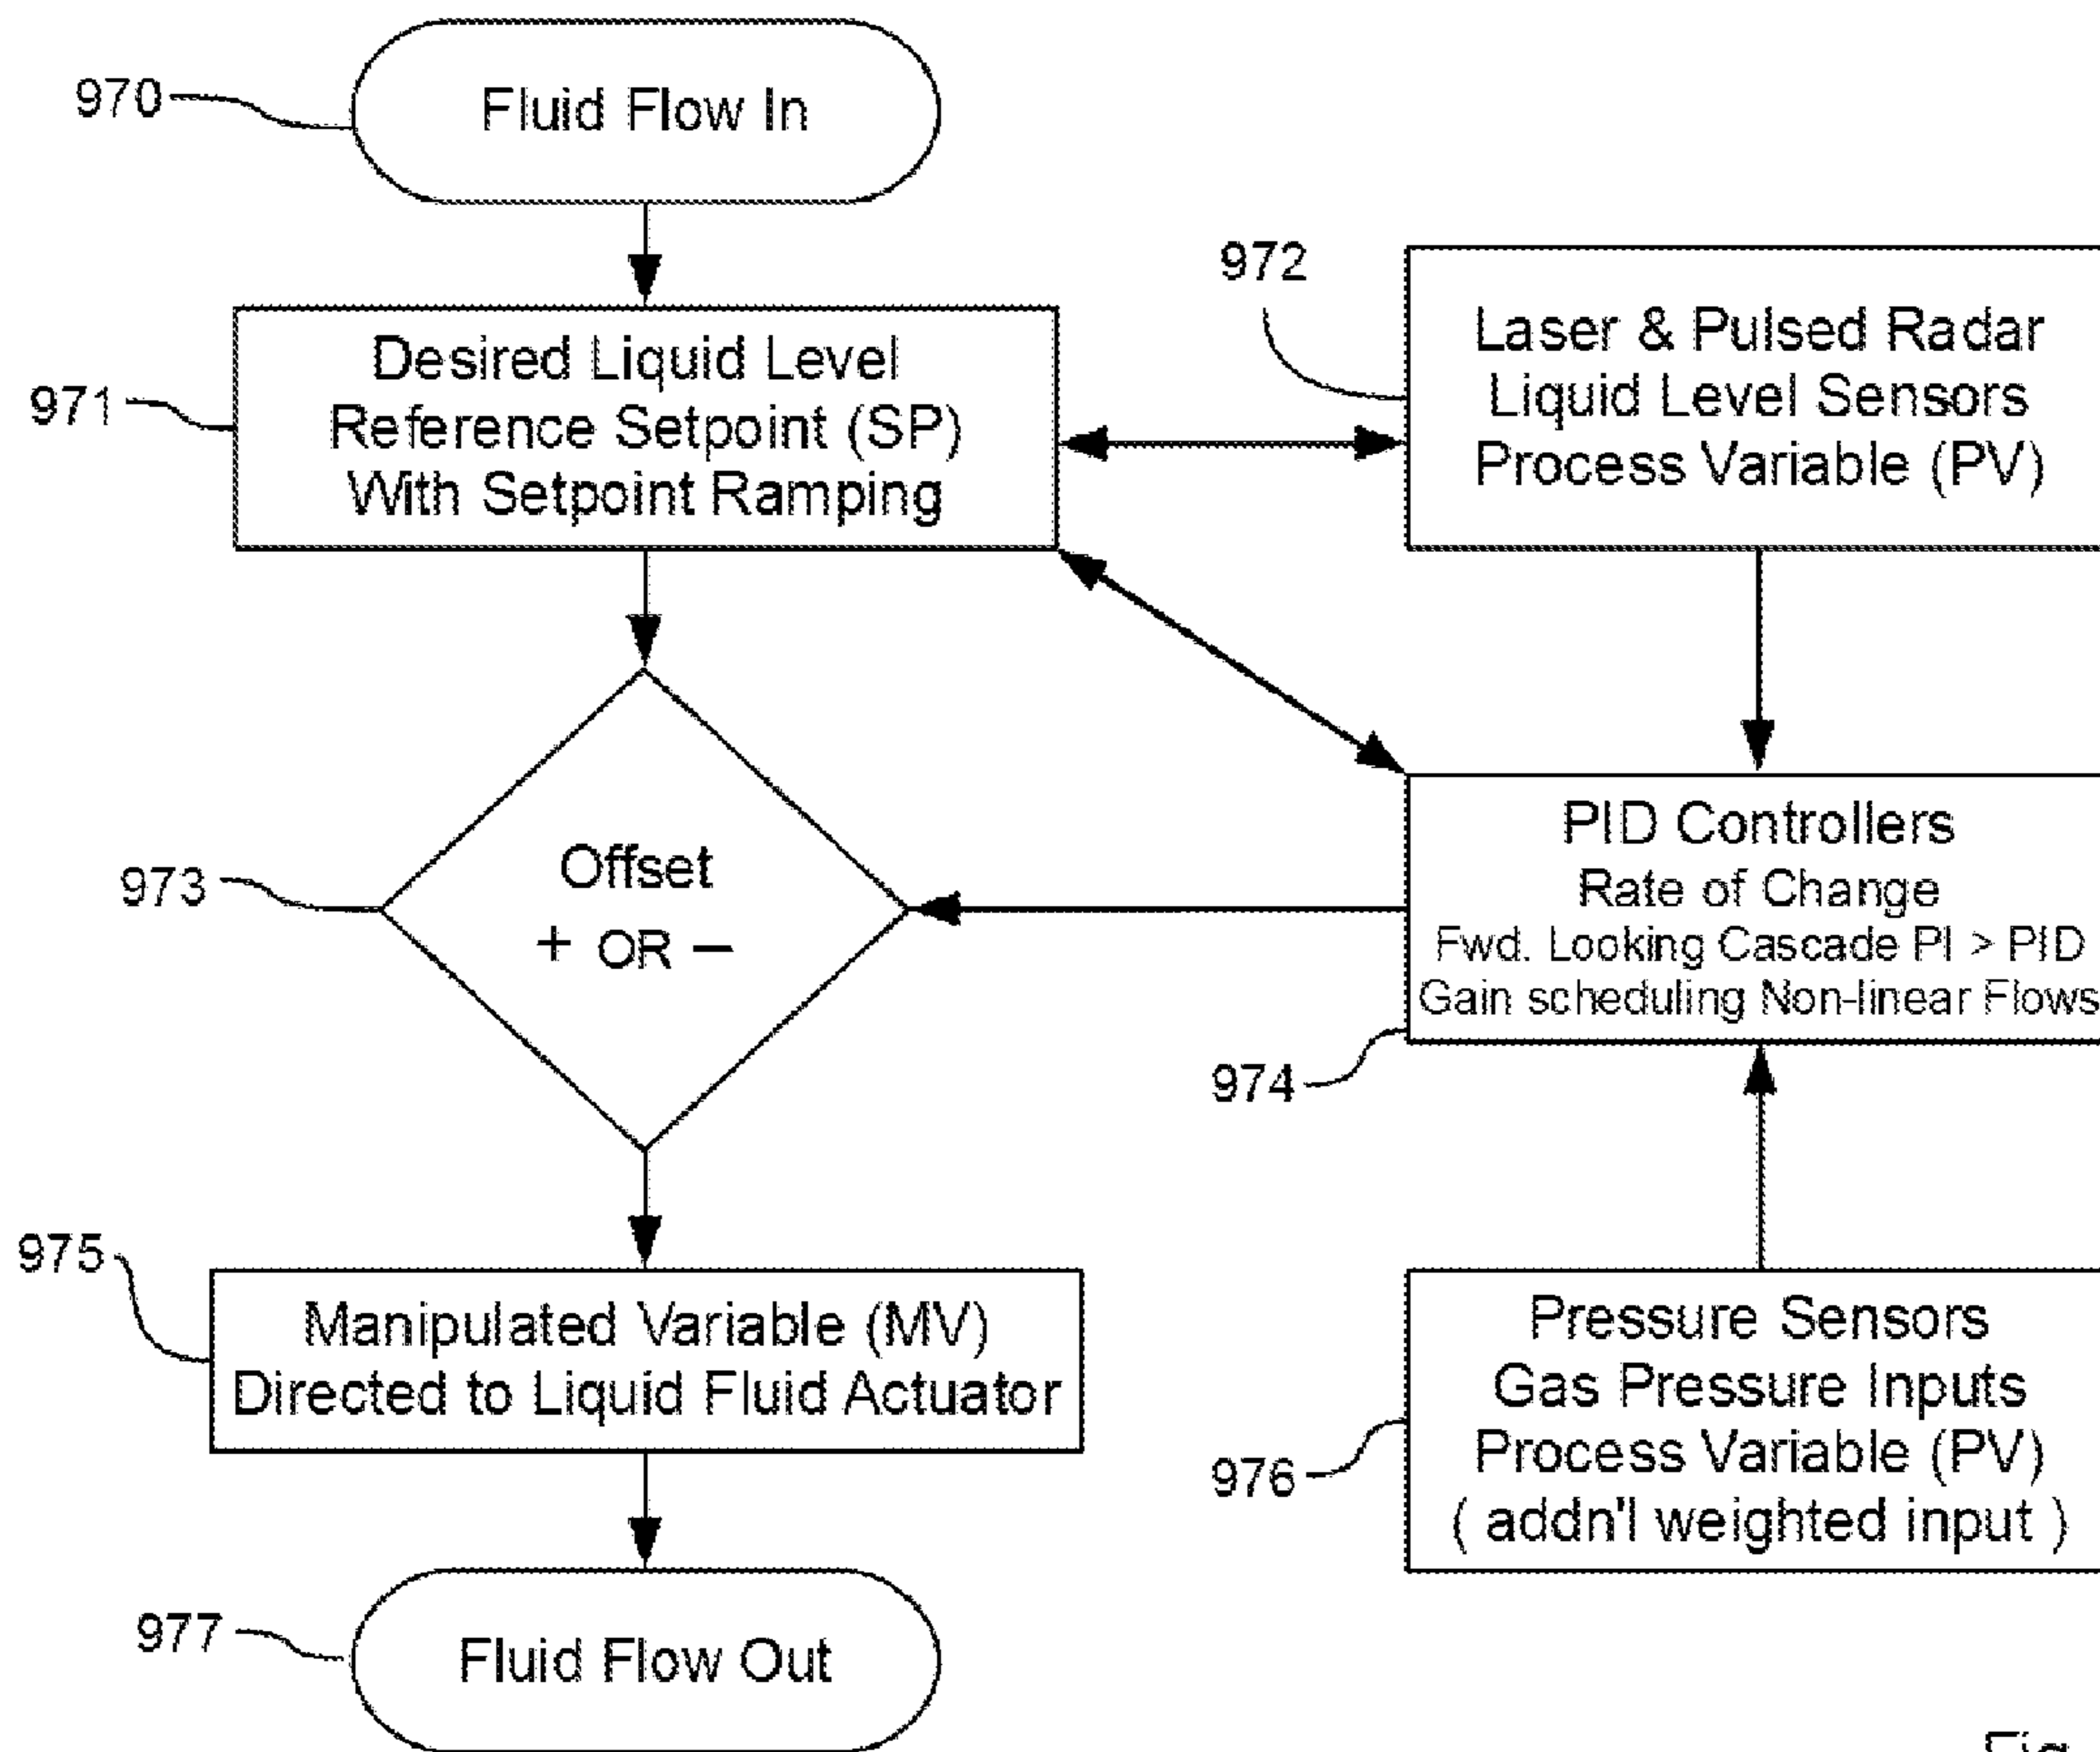 970
Fluid Flow In
971
Desired Liquid Level
Reference Setpoint (SP)
With Setpoint Ramping
972
Laser & Pulsed Radar
Liquid Level Sensors
Process Variable (PV)
973
Offset
+ OR −
PID Controllers
Rate of Change
Fwd. Looking Cascade PI > PID
Gain scheduling Non-linear Flows
974
975
Manipulated Variable (MV)
Directed to Liquid Fluid Actuator
976
Pressure Sensors
Gas Pressure Inputs
Process Variable (PV)
( addn'l weighted input )
977
Fluid Flow Out